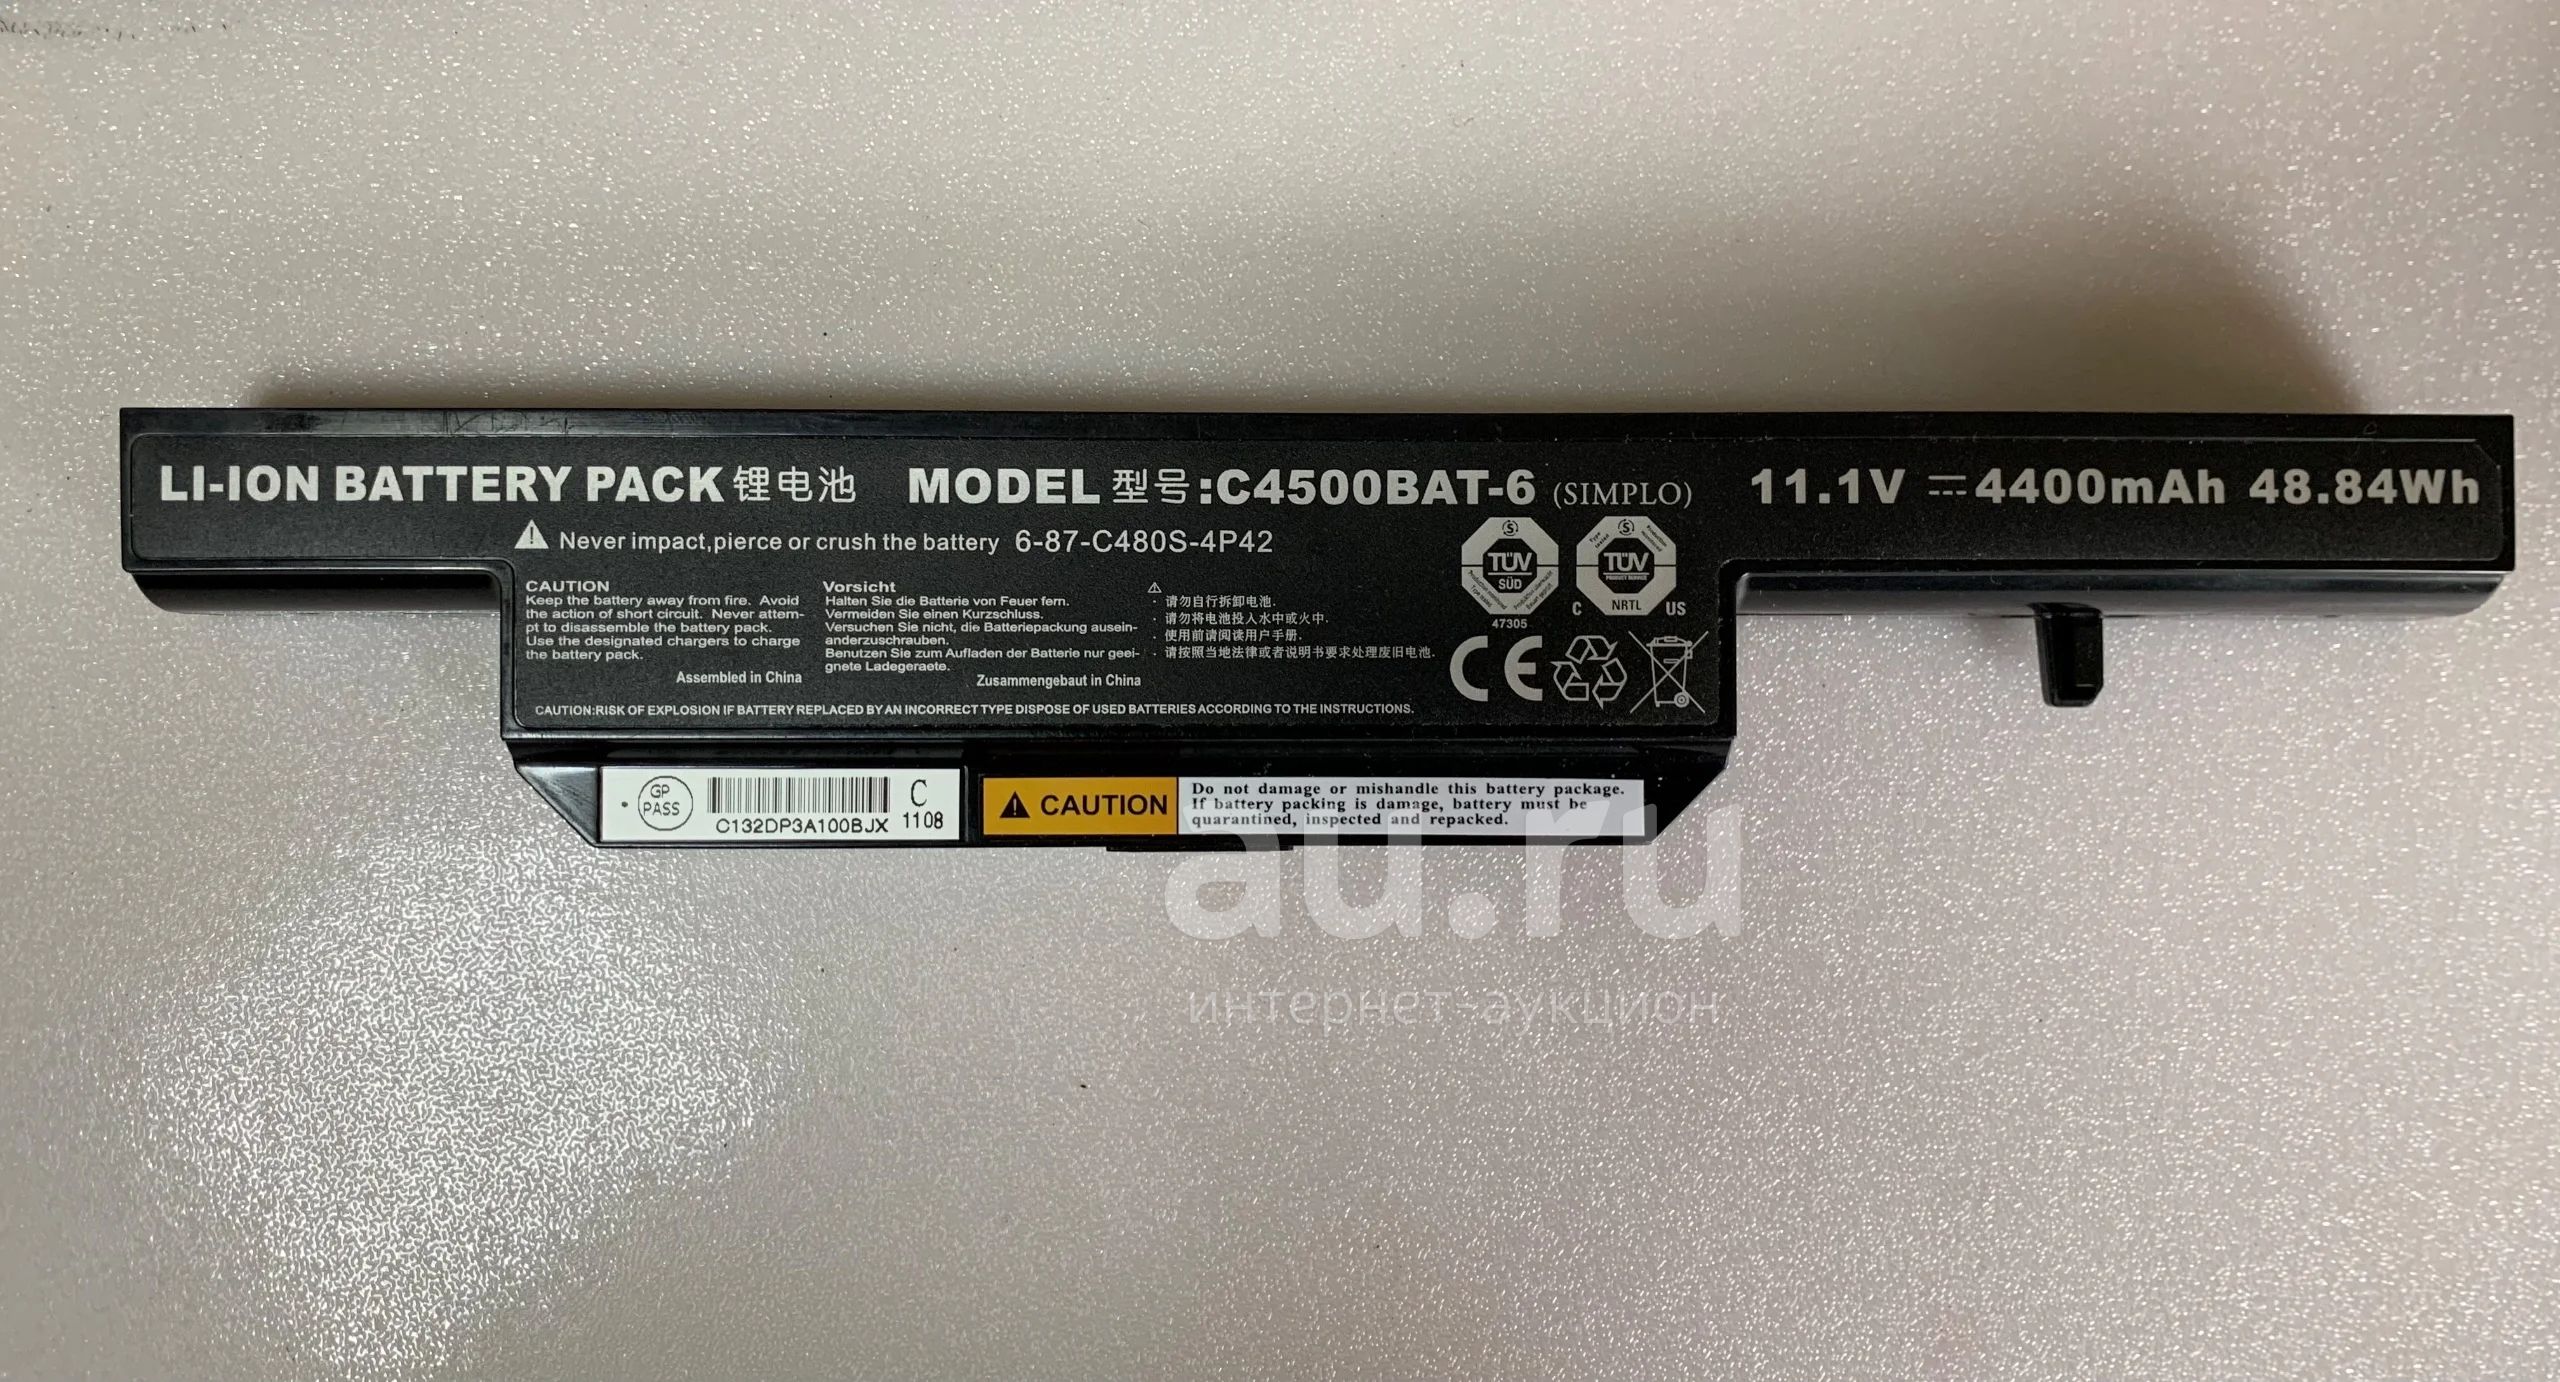 LI-ION BATTERY PACK 锂电池 MODEL 型号:C4500BAT-6 (SIMPLO) 11.1V ⎓4400mAh 48.84Wh
⚠ Never impact,pierce or crush the battery 6-87-C480S-4P42
CAUTION
Keep the battery away from fire. Avoid
the action of short circuit. Never attem-
pt to disassemble the battery pack.
Use the designated chargers to charge
the battery pack.
Assembled in China
Vorsicht
Halten Sie die Batterie von Feuer fern.
Vermeiden Sie einen Kurzschluss.
Versuchen Sie nicht, die Batteriepackung ausein-
anderzuschrauben.
Benutzen Sie zum Aufladen der Batterie nur geei-
gnete Ladegeraete.
Zusammengebaut in China
⚠
· 请勿自行拆卸电池.
· 请勿将电池投入水中或火中.
· 使用前请阅读用户手册.
· 请按照当地法律或者说明书要求处理废旧电池.
TÜV
SÜD
47305
TÜV
PRODUCT SERVICE
C NRTL US
CE
CAUTION:RISK OF EXPLOSION IF BATTERY REPLACED BY AN INCORRECT TYPE DISPOSE OF USED BATTERIES ACCORDING TO THE INSTRUCTIONS.
GP
PASS
C132DP3A100BJX
C
1108
⚠ CAUTION
Do not damage or mishandle this battery package.
If battery packing is damage, battery must be
quarantined, inspected and repacked.
au.ru
интернет-аукцион